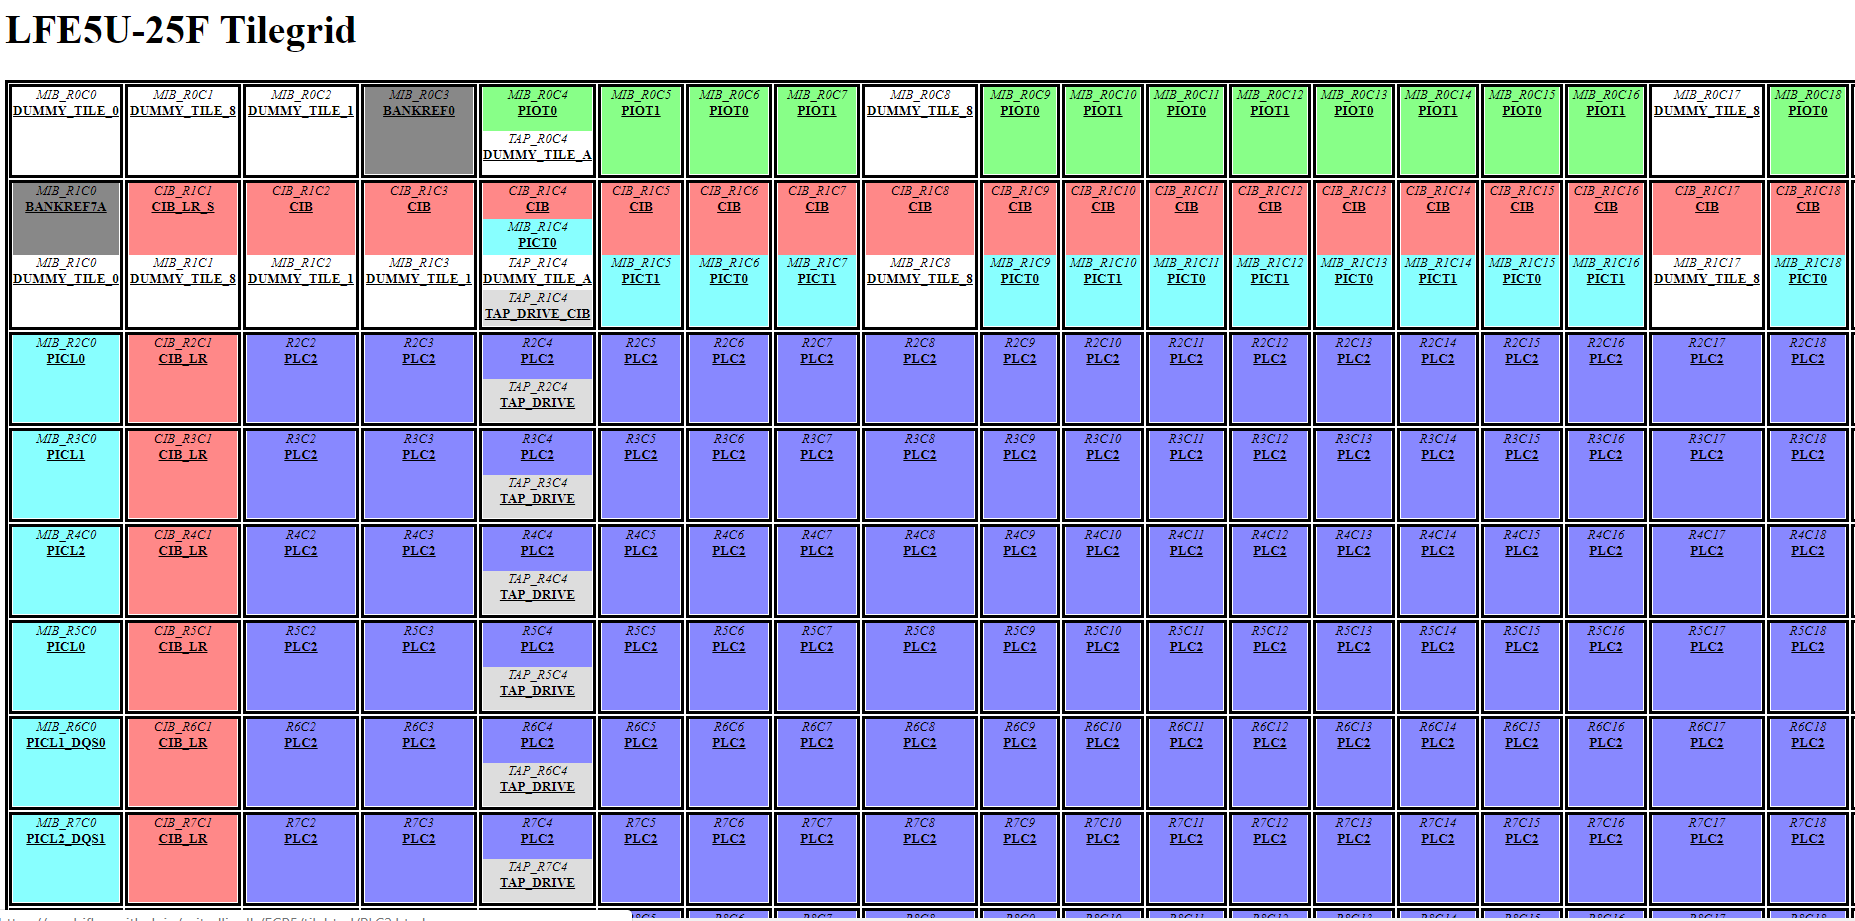 LFE5U-25F Tilegrid
MIB_R0C0 MIB_R0C1 MIB_R0C2 MIB_R0C3 MIB_R0C4 MIB_R0C5 MIB_R0C6 MIB_R0C7 MIB_R0C8 MIB_R0C9 MIB_R0C10 MIB_R0C11 MIB_R0C12 MIB_R0C13 MIB_R0C14 MIB_R0C15 MIB_R0C16 MIB_R0C17 MIB_R0C18
DUMMY_TILE_0 DUMMY_TILE_8 DUMMY_TILE_1 BANKREF0 PIOT0 PIOT1 PIOT0 PIOT1 DUMMY_TILE_8 PIOT0 PIOT1 PIOT0 PIOT1 PIOT0 PIOT1 PIOT0 PIOT1 DUMMY_TILE_8 PIOT0
TAP_R0C4
DUMMY_TILE_A
MIB_R1C0 CIB_R1C1 CIB_R1C2 CIB_R1C3 CIB_R1C4 CIB_R1C5 CIB_R1C6 CIB_R1C7 CIB_R1C8 CIB_R1C9 CIB_R1C10 CIB_R1C11 CIB_R1C12 CIB_R1C13 CIB_R1C14 CIB_R1C15 CIB_R1C16 CIB_R1C17 CIB_R1C18
BANKREF7A CIB_LR_S CIB CIB CIB CIB CIB CIB CIB CIB CIB CIB CIB CIB CIB CIB CIB CIB CIB
MIB_R1C4
PICT0
MIB_R1C0 MIB_R1C1 MIB_R1C2 MIB_R1C3 TAP_R1C4 MIB_R1C5 MIB_R1C6 MIB_R1C7 MIB_R1C8 MIB_R1C9 MIB_R1C10 MIB_R1C11 MIB_R1C12 MIB_R1C13 MIB_R1C14 MIB_R1C15 MIB_R1C16 MIB_R1C17 MIB_R1C18
DUMMY_TILE_0 DUMMY_TILE_8 DUMMY_TILE_1 DUMMY_TILE_1 DUMMY_TILE_A PICT1 PICT0 PICT1 DUMMY_TILE_8 PICT0 PICT1 PICT0 PICT1 PICT0 PICT1 PICT0 PICT1 DUMMY_TILE_8 PICT0
TAP_R1C4
TAP_DRIVE_CIB
MIB_R2C0 CIB_R2C1 R2C2 R2C3 R2C4 R2C5 R2C6 R2C7 R2C8 R2C9 R2C10 R2C11 R2C12 R2C13 R2C14 R2C15 R2C16 R2C17 R2C18
PICL0 CIB_LR PLC2 PLC2 PLC2 PLC2 PLC2 PLC2 PLC2 PLC2 PLC2 PLC2 PLC2 PLC2 PLC2 PLC2 PLC2 PLC2 PLC2
TAP_R2C4
TAP_DRIVE
MIB_R3C0 CIB_R3C1 R3C2 R3C3 R3C4 R3C5 R3C6 R3C7 R3C8 R3C9 R3C10 R3C11 R3C12 R3C13 R3C14 R3C15 R3C16 R3C17 R3C18
PICL1 CIB_LR PLC2 PLC2 PLC2 PLC2 PLC2 PLC2 PLC2 PLC2 PLC2 PLC2 PLC2 PLC2 PLC2 PLC2 PLC2 PLC2 PLC2
TAP_R3C4
TAP_DRIVE
MIB_R4C0 CIB_R4C1 R4C2 R4C3 R4C4 R4C5 R4C6 R4C7 R4C8 R4C9 R4C10 R4C11 R4C12 R4C13 R4C14 R4C15 R4C16 R4C17 R4C18
PICL2 CIB_LR PLC2 PLC2 PLC2 PLC2 PLC2 PLC2 PLC2 PLC2 PLC2 PLC2 PLC2 PLC2 PLC2 PLC2 PLC2 PLC2 PLC2
TAP_R4C4
TAP_DRIVE
MIB_R5C0 CIB_R5C1 R5C2 R5C3 R5C4 R5C5 R5C6 R5C7 R5C8 R5C9 R5C10 R5C11 R5C12 R5C13 R5C14 R5C15 R5C16 R5C17 R5C18
PICL0 CIB_LR PLC2 PLC2 PLC2 PLC2 PLC2 PLC2 PLC2 PLC2 PLC2 PLC2 PLC2 PLC2 PLC2 PLC2 PLC2 PLC2 PLC2
TAP_R5C4
TAP_DRIVE
MIB_R6C0 CIB_R6C1 R6C2 R6C3 R6C4 R6C5 R6C6 R6C7 R6C8 R6C9 R6C10 R6C11 R6C12 R6C13 R6C14 R6C15 R6C16 R6C17 R6C18
PICL1_DQS0 CIB_LR PLC2 PLC2 PLC2 PLC2 PLC2 PLC2 PLC2 PLC2 PLC2 PLC2 PLC2 PLC2 PLC2 PLC2 PLC2 PLC2 PLC2
TAP_R6C4
TAP_DRIVE
MIB_R7C0 CIB_R7C1 R7C2 R7C3 R7C4 R7C5 R7C6 R7C7 R7C8 R7C9 R7C10 R7C11 R7C12 R7C13 R7C14 R7C15 R7C16 R7C17 R7C18
PICL2_DQS1 CIB_LR PLC2 PLC2 PLC2 PLC2 PLC2 PLC2 PLC2 PLC2 PLC2 PLC2 PLC2 PLC2 PLC2 PLC2 PLC2 PLC2 PLC2
TAP_R7C4
TAP_DRIVE